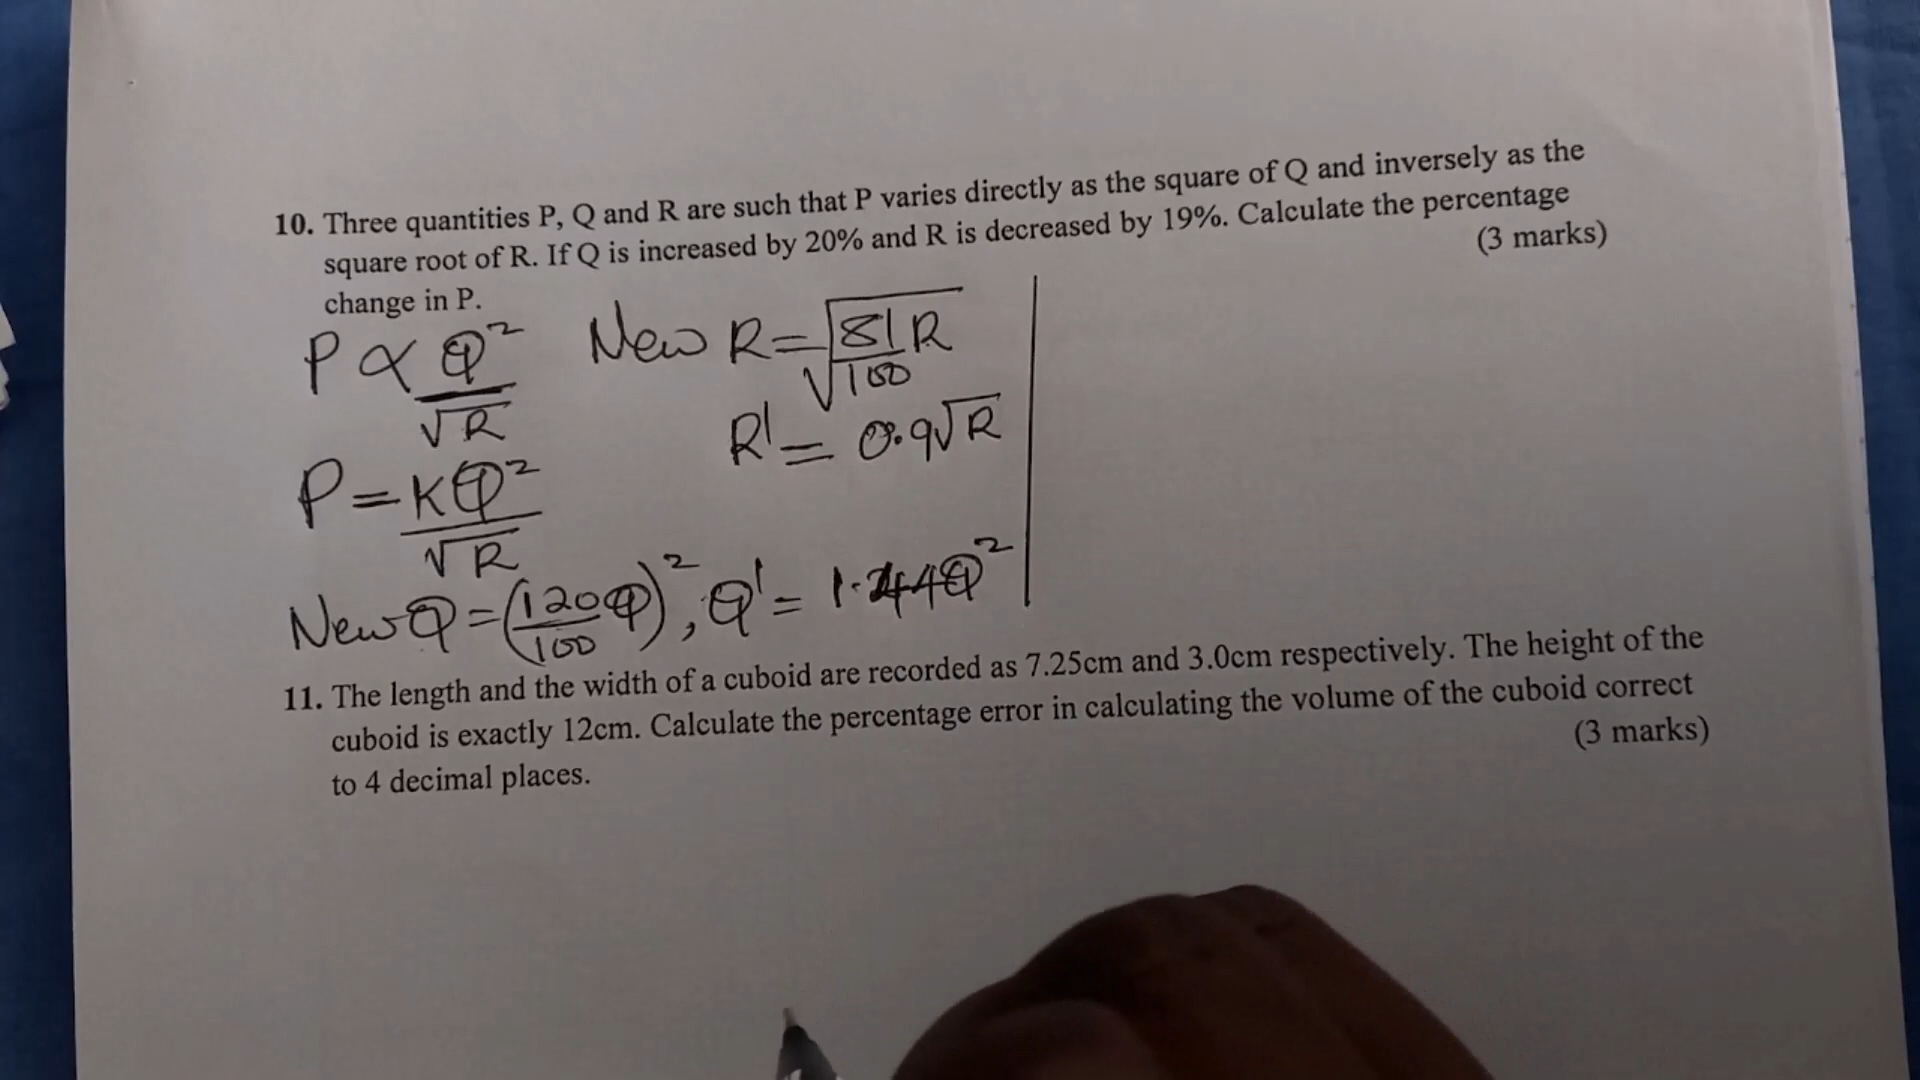 10. Three quantities P, Q and R are such that P varies directly as the square of Q and inversely as the
square root of R. If Q is increased by 20% and R is decreased by 19%. Calculate the percentage
change in P.
(3 marks)
P ∝ Q²/√R
New R = √(81/100 R)
R' = 0.9√R
P = KQ²/√R
New Q = (120/100 Q)², Q' = 1.44Q²
11. The length and the width of a cuboid are recorded as 7.25cm and 3.0cm respectively. The height of the
cuboid is exactly 12cm. Calculate the percentage error in calculating the volume of the cuboid correct
to 4 decimal places.
(3 marks)